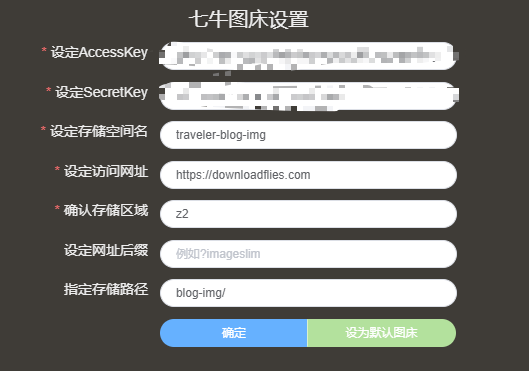 七牛图床设置
* 设定AccessKey
* 设定SecretKey
* 设定存储空间名 traveler-blog-img
* 设定访问网址 https://downloadflies.com
* 确认存储区域 z2
设定网址后缀 例如?imageslim
指定存储路径 blog-img/
确定 设为默认图床